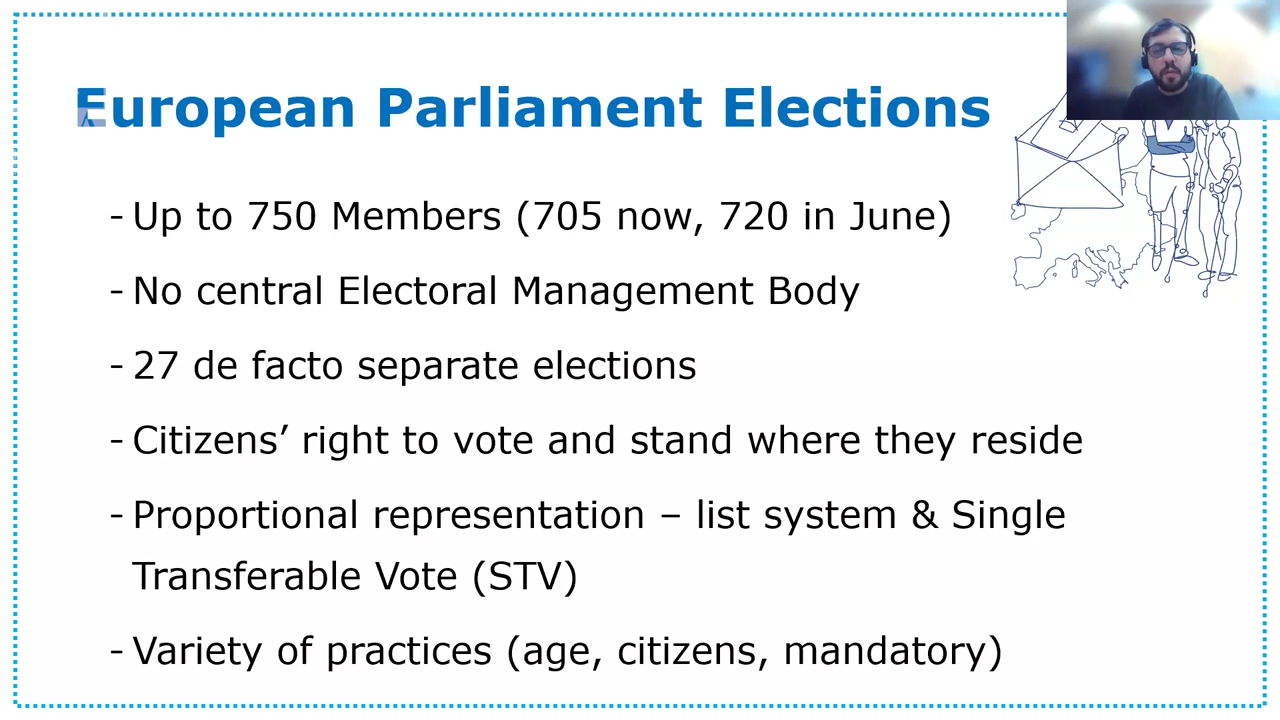 European Parliament Elections
- Up to 750 Members (705 now, 720 in June)
- No central Electoral Management Body
- 27 de facto separate elections
- Citizens’ right to vote and stand where they reside
- Proportional representation – list system & Single
Transferable Vote (STV)
- Variety of practices (age, citizens, mandatory)